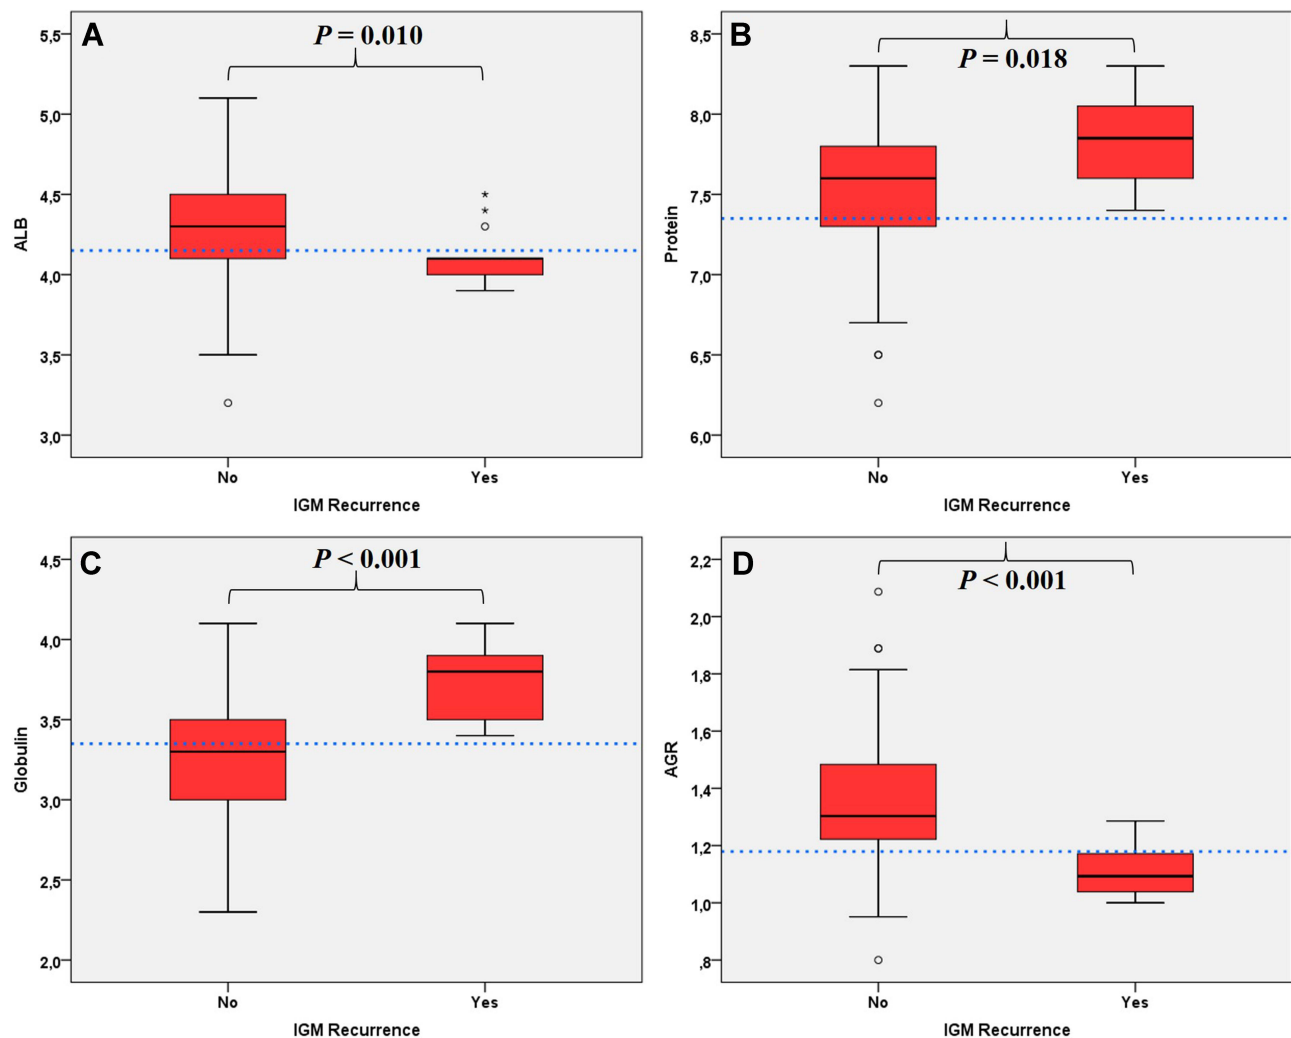 A
P = 0.010
5,5
5,0
4,5
4,0
3,5
3,0
ALB
No
Yes
IGM Recurrence
B
P = 0.018
8,5
8,0
7,5
7,0
6,5
6,0
Protein
No
Yes
IGM Recurrence
C
P < 0.001
4,5
4,0
3,5
3,0
2,5
2,0
Globulin
No
Yes
IGM Recurrence
D
P < 0.001
2,2
2,0
1,8
1,6
1,4
1,2
1,0
,8
AGR
No
Yes
IGM Recurrence